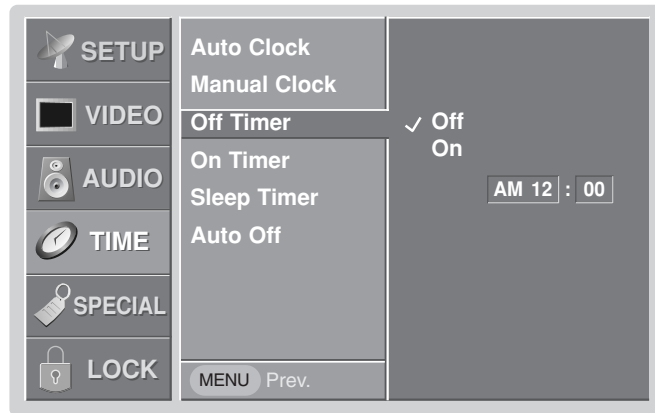 SETUP
VIDEO
AUDIO
TIME
SPECIAL
LOCK
Auto Clock
Manual Clock
Off Timer
On Timer
Sleep Timer
Auto Off
MENU Prev.
Off
On
AM 12 : 00